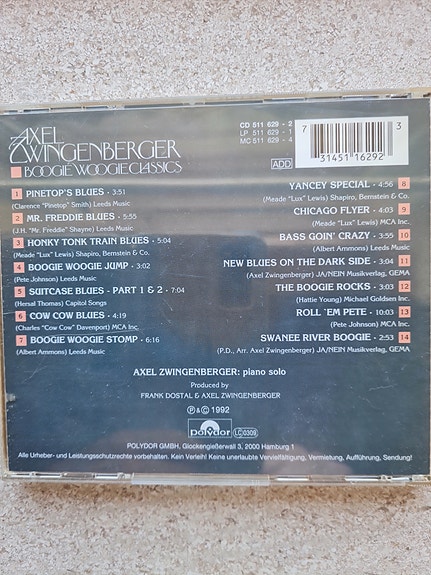 AXEL
ZWINGENBERGER
BOOGIE WOOGIE CLASSICS
CD 511 629 - 2
LP 511 629 - 1
MC 511 629 - 4
ADD
7
3
31451 16292
1 PINETOP'S BLUES · 3:51
(Clarence "Pinetop" Smith) Leeds Music
2 MR. FREDDIE BLUES · 5:55
(J.H. "Mr. Freddie" Shayne) Leeds Music
3 HONKY TONK TRAIN BLUES · 5:04
(Meade "Lux" Lewis) Shapiro, Bernstein & Co.
4 BOOGIE WOOGIE JUMP · 3:02
(Pete Johnson) Leeds Music
5 SUITCASE BLUES - PART 1 & 2 · 7:04
(Hersal Thomas) Capitol Songs
6 COW COW BLUES · 4:19
(Charles "Cow Cow" Davenport) MCA Inc.
7 BOOGIE WOOGIE STOMP · 6:16
(Albert Ammons) Leeds Music
YANCEY SPECIAL · 4:56 8
(Meade "Lux" Lewis) Shapiro, Bernstein & Co.
CHICAGO FLYER · 4:03 9
(Meade "Lux" Lewis) MCA Inc.
BASS GOIN' CRAZY · 3:55 10
(Albert Ammons) Leeds Music
NEW BLUES ON THE DARK SIDE · 3:04 11
(Axel Zwingenberger) JA/NEIN Musikverlag, GEMA
THE BOOGIE ROCKS · 3:13 12
(Hattie Young) Michael Goldsen Inc.
ROLL 'EM PETE · 10:03 13
(Pete Johnson) MCA Inc.
SWANEE RIVER BOOGIE · 2:53 14
(P.D., Arr. Axel Zwingenberger) JA/NEIN Musikverlag, GEMA
AXEL ZWINGENBERGER: piano solo
Produced by
FRANK DOSTAL & AXEL ZWINGENBERGER
Ⓟ & © 1992
polydor
LC 0309
POLYDOR GMBH, Glockengießerwall 3, 2000 Hamburg 1
Alle Urheber- und Leistungsschutzrechte vorbehalten. Kein Verleih! Keine unerlaubte Vervielfältigung, Vermietung, Aufführung, Sendung!